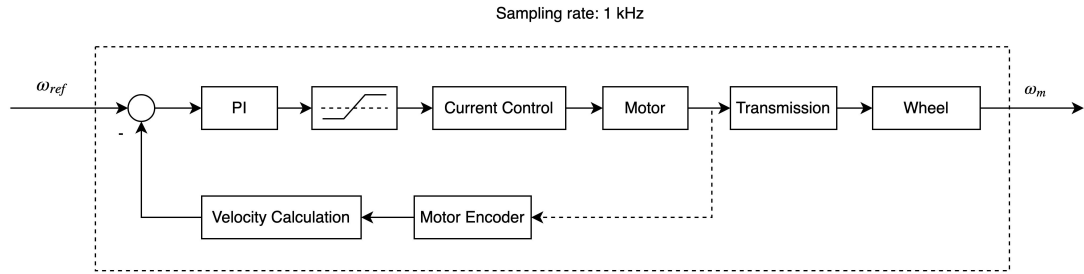 Sampling rate: 1 kHz
ω_ref
ω_m
PI
Current Control
Motor
Transmission
Wheel
-
Velocity Calculation
Motor Encoder